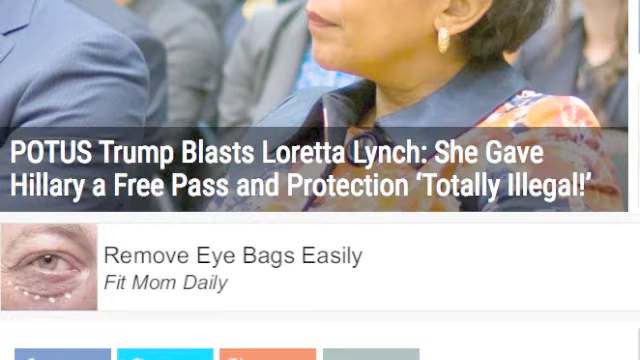 POTUS Trump Blasts Loretta Lynch: She Gave
Hillary a Free Pass and Protection ‘Totally Illegal!’
Remove Eye Bags Easily
Fit Mom Daily